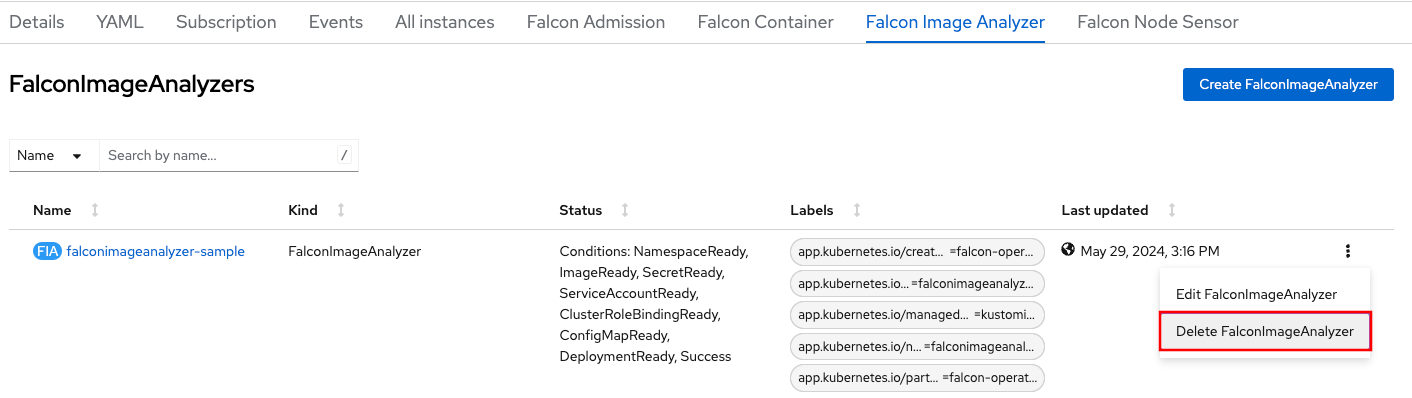 Details YAML Subscription Events All instances Falcon Admission Falcon Container Falcon Image Analyzer Falcon Node Sensor
FalconImageAnalyzers
Create FalconImageAnalyzer
Name Search by name... /
Name Kind Status Labels Last updated
FIA falconimageanalyzer-sample FalconImageAnalyzer
Conditions: NamespaceReady,
ImageReady, SecretReady,
ServiceAccountReady,
ClusterRoleBindingReady,
ConfigMapReady,
DeploymentReady, Success
app.kubernetes.io/creat... =falcon-oper...
app.kubernetes.io... =falconimageanalyz...
app.kubernetes.io/managed... =kustomi...
app.kubernetes.io/n... =falconimageanal...
app.kubernetes.io/part... =falcon-operat...
May 29, 2024, 3:16 PM
Edit FalconImageAnalyzer
Delete FalconImageAnalyzer